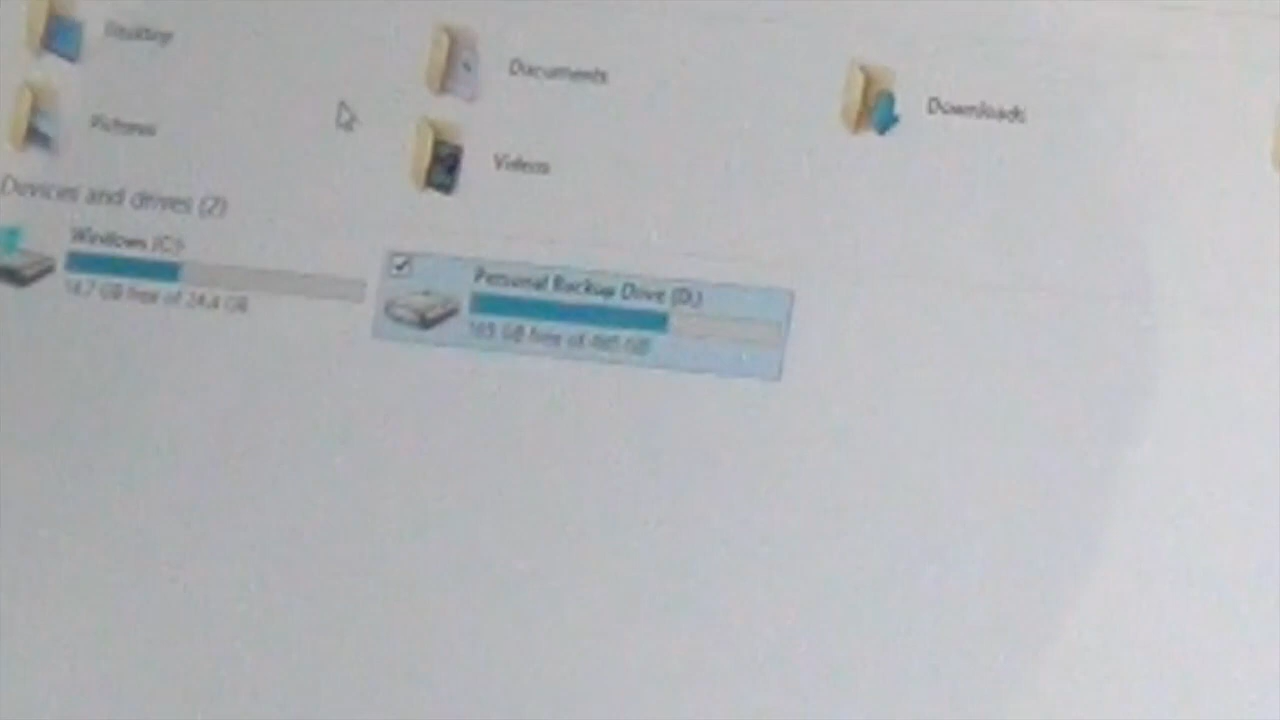 Desktop
Documents
Downloads
Pictures
Videos
Devices and drives (2)
Windows (C:)
14.7 GB free of 24.4 GB
Personal Backup Drive (D:)
GB free of GB